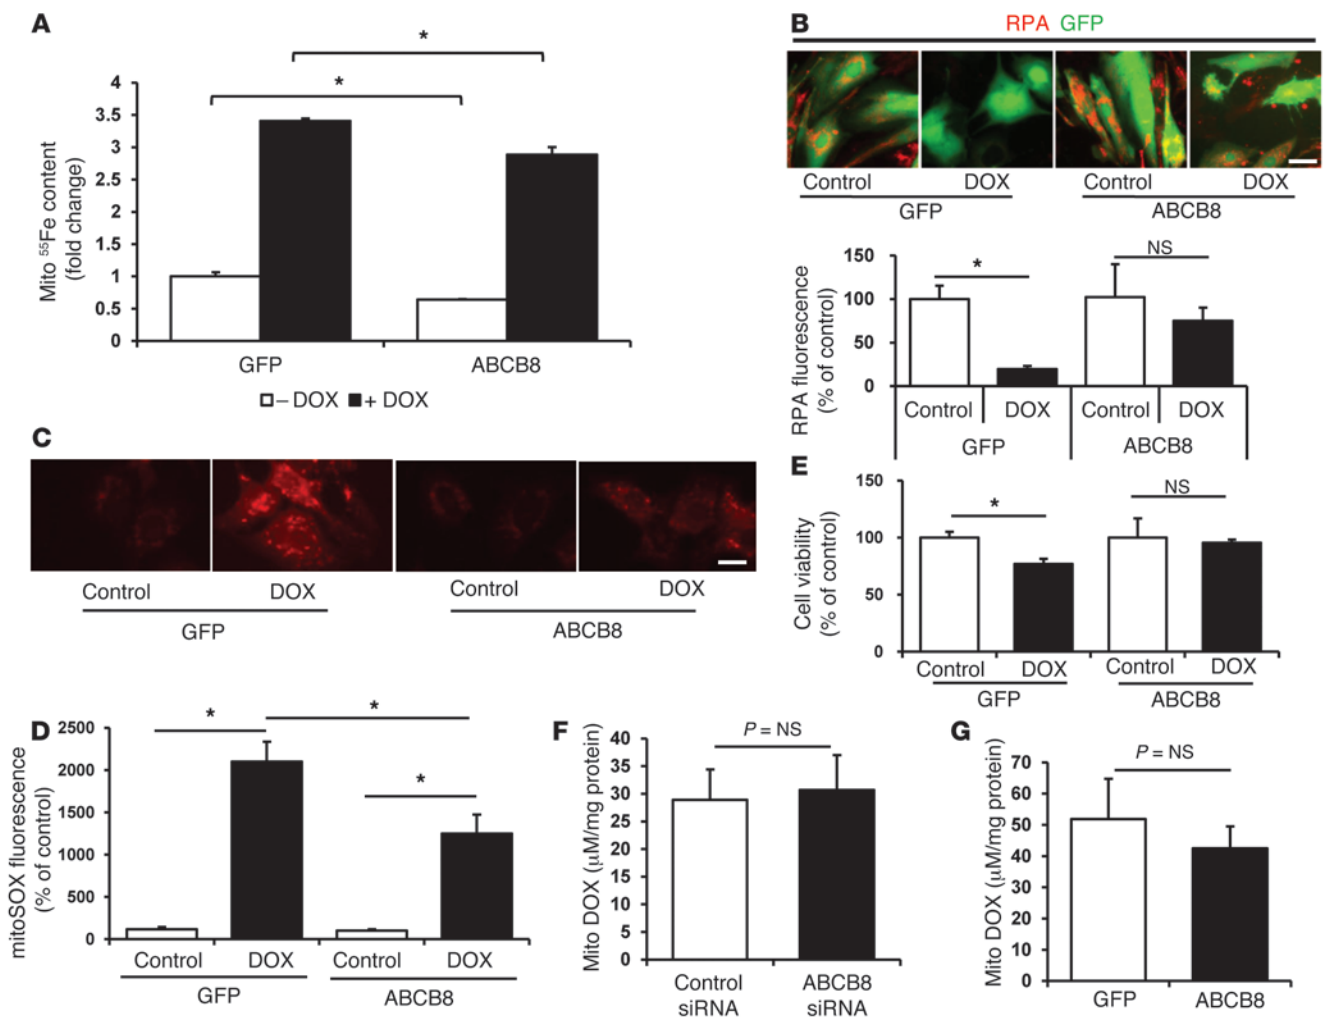 A
*
*
4
3.5
3
2.5
2
1.5
1
0.5
0
Mito ⁵⁵Fe content
(fold change)
GFP
ABCB8
– DOX + DOX
B
RPA GFP
Control
DOX
Control
DOX
GFP
ABCB8
150
100
50
0
RPA fluorescence
(% of control)
*
NS
Control
DOX
Control
DOX
GFP
ABCB8
C
Control
DOX
Control
DOX
GFP
ABCB8
D
2500
2000
1500
1000
500
0
mitoSOX fluorescence
(% of control)
*
*
*
Control
DOX
Control
DOX
GFP
ABCB8
E
150
100
50
0
Cell viability
(% of control)
*
NS
Control
DOX
Control
DOX
GFP
ABCB8
F
40
35
30
25
20
15
10
5
0
Mito DOX (µM/mg protein)
P = NS
Control
siRNA
ABCB8
siRNA
G
70
60
50
40
30
20
10
0
Mito DOX (µM/mg protein)
P = NS
GFP
ABCB8